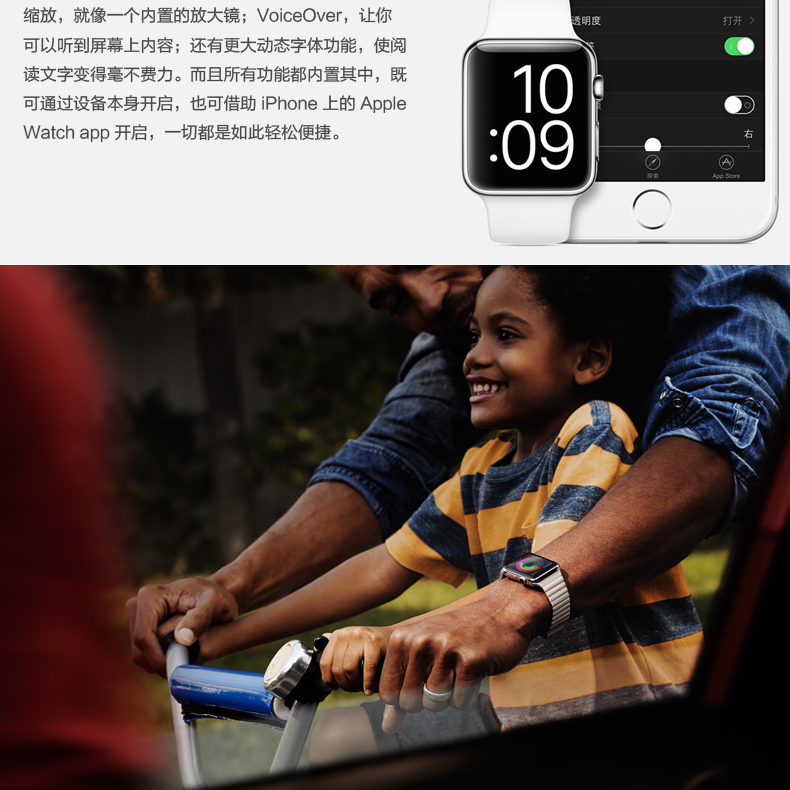 缩放，就像一个内置的放大镜；VoiceOver，让你
可以听到屏幕上内容；还有更大动态字体功能，使阅
读文字变得毫不费力。而且所有功能都内置其中，既
可通过设备本身开启，也可借助 iPhone 上的 Apple
Watch app 开启，一切都是如此轻松便捷。
透明度
打开
10
:09
右
探索
App Store